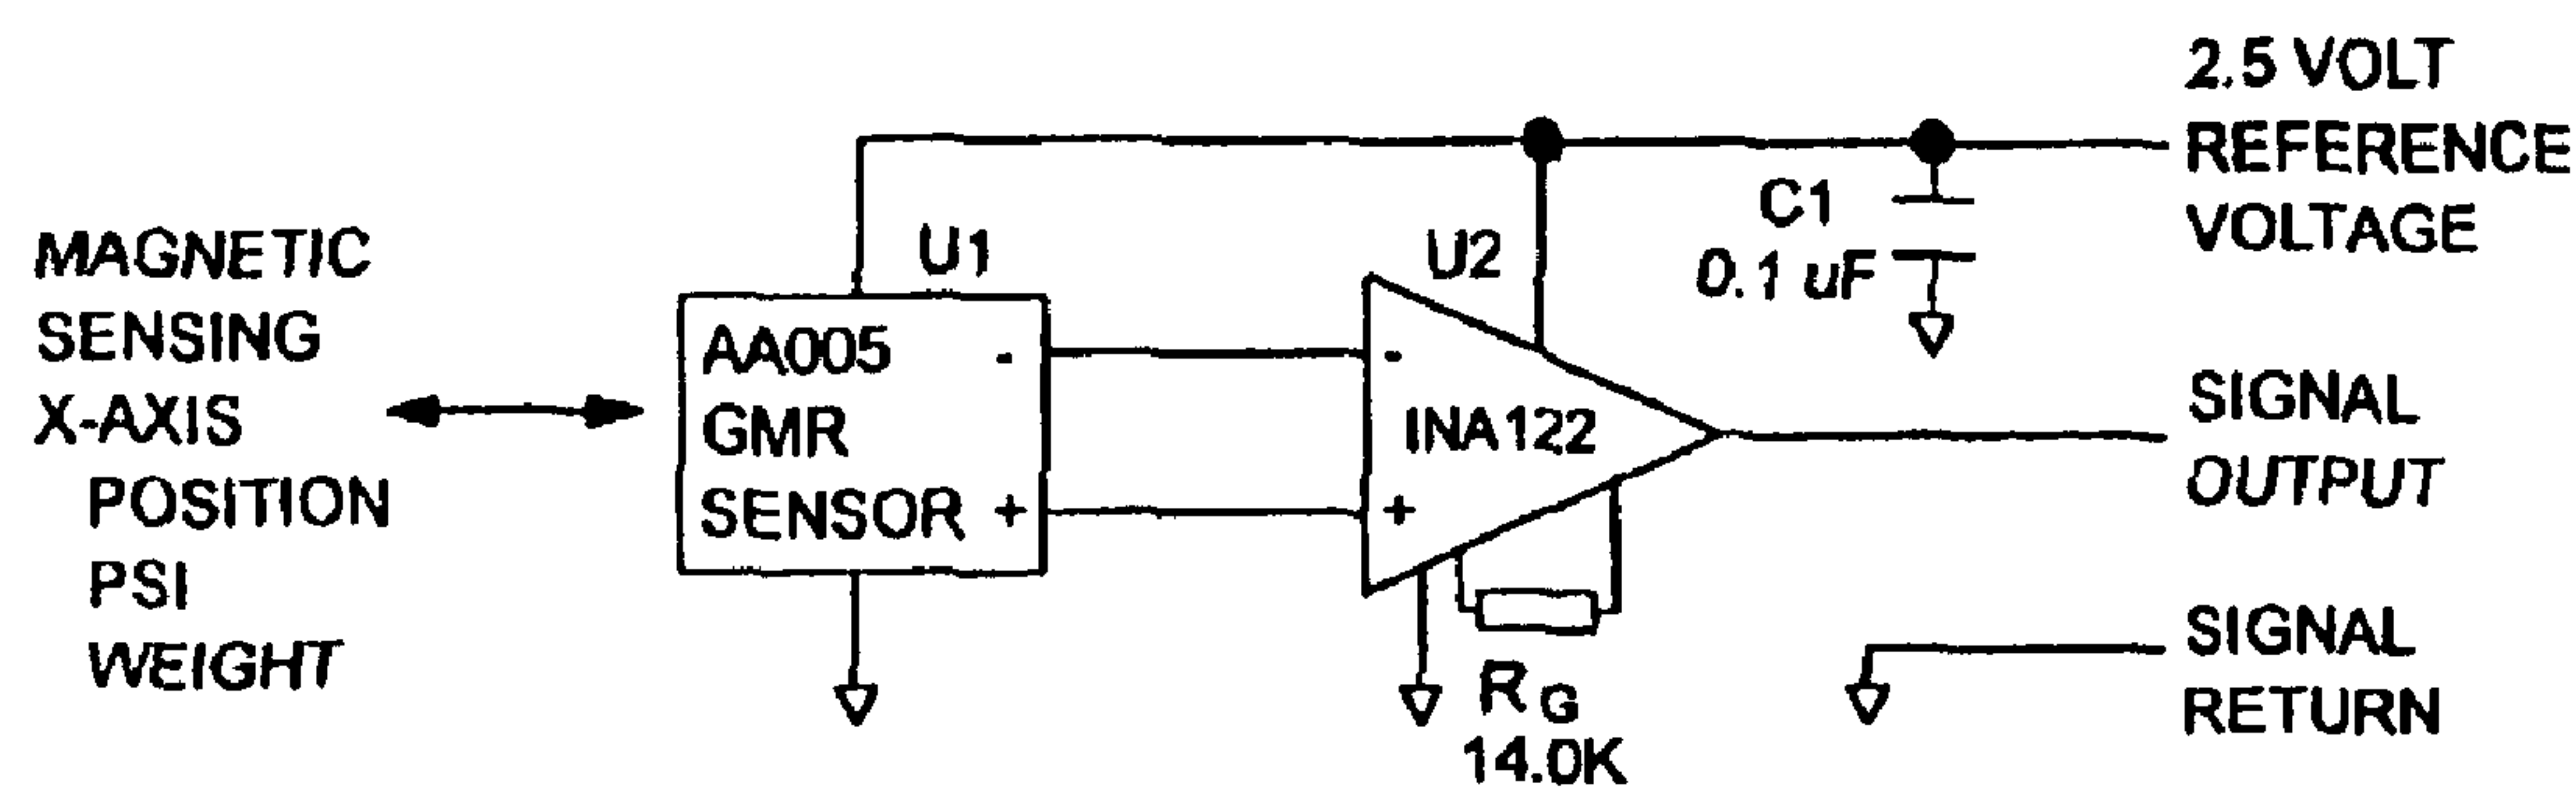 MAGNETIC
SENSING
X-AXIS
POSITION
PSI
WEIGHT
U1
AA005
GMR
SENSOR
-
+
U2
-
INA122
+
R G
14.0K
C1
0.1 uF
2.5 VOLT
REFERENCE
VOLTAGE
SIGNAL
OUTPUT
SIGNAL
RETURN